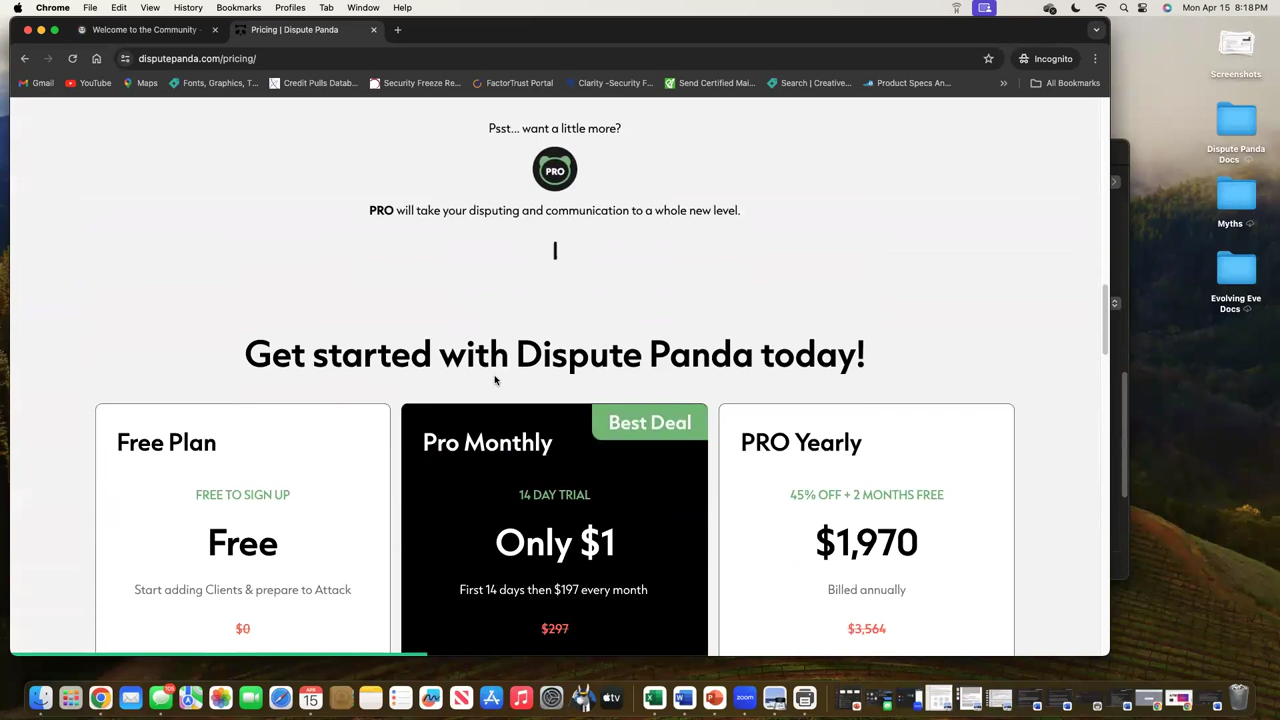 Chrome File Edit View History Bookmarks Profiles Tab Window Help Mon Apr 15 8:18 PM
Welcome to the Community - Pricing | Dispute Panda
disputepanda.com/pricing/ Incognito
Gmail YouTube Maps Fonts, Graphics, T... Credit Pulls Datab... Security Freeze Re... FactorTrust Portal Clarity -Security F... Send Certified Mai... Search | Creative... Product Specs An... » All Bookmarks
Screenshots
Dispute Panda
Docs
Myths
Evolving Eve
Docs
Psst... want a little more?
PRO
PRO will take your disputing and communication to a whole new level.
Get started with Dispute Panda today!
Free Plan
FREE TO SIGN UP
Free
Start adding Clients & prepare to Attack
$0
Best Deal
Pro Monthly
14 DAY TRIAL
Only $1
First 14 days then $197 every month
$297
PRO Yearly
45% OFF + 2 MONTHS FREE
$1,970
Billed annually
$3,564
APR
15
tv
zoom